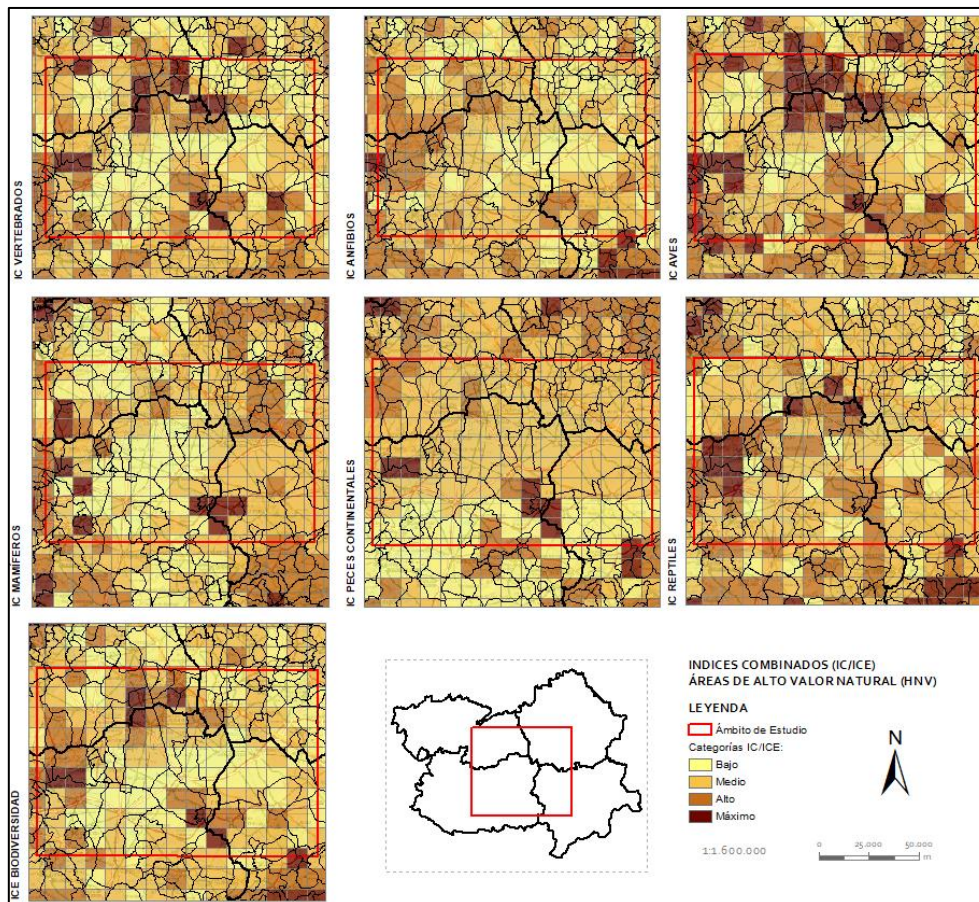 IC VERTEBRADOS
IC ANFIBIOS
IC AVES
IC MAMÍFEROS
IC PECES CONTINENTALES
IC REPTILES
ICE BIODIVERSIDAD
INDICES COMBINADOS (IC/ICE)
ÁREAS DE ALTO VALOR NATURAL (HNV)
LEYENDA
Ámbito de Estudio
Categorías IC/ICE:
Bajo
Medio
Alto
Máximo
N
1:1.600.000
0 25.000 50.000
m